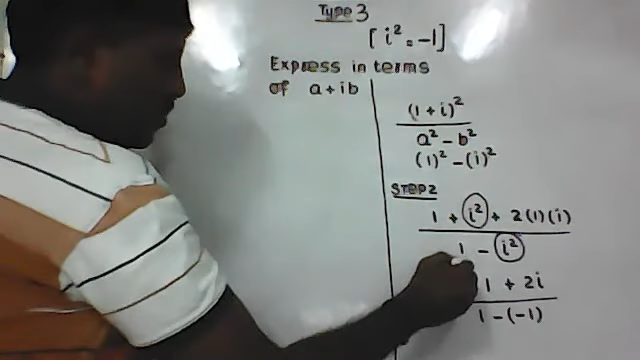 Type 3
[ i² = -1]
Express in terms
of a + ib
(1 + i)²
a² - b²
(1)² - (i)²
STEP 2
1 + i² + 2(1)(i)
1 - i²
1 + 2i
1 - (-1)